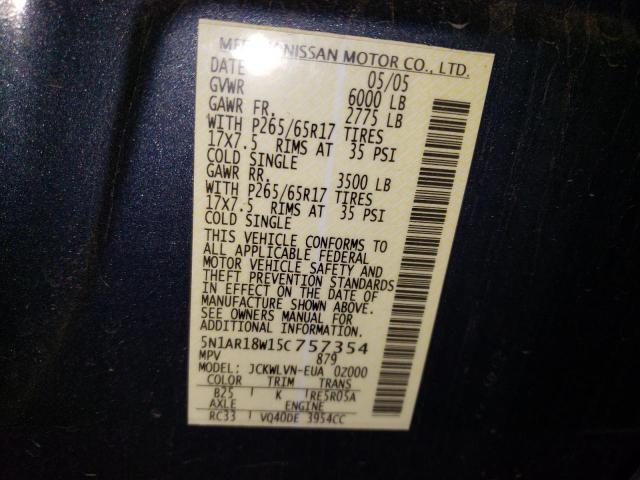 NISSAN MOTOR CO., LTD.
DATE 05/05
GVWR 6000 LB
GAWR FR. 2775 LB
WITH P265/65R17 TIRES
17X7.5 RIMS AT 35 PSI
COLD SINGLE
GAWR RR. 3500 LB
WITH P265/65R17 TIRES
17X7.5 RIMS AT 35 PSI
COLD SINGLE
THIS VEHICLE CONFORMS TO
ALL APPLICABLE FEDERAL
MOTOR VEHICLE SAFETY AND
THEFT PREVENTION STANDARDS
IN EFFECT ON THE DATE OF
MANUFACTURE SHOWN ABOVE.
SEE OWNERS MANUAL FOR
ADDITIONAL INFORMATION.
5N1AR18W15C757354
MPV 879
MODEL: JCKWLVN-EUA 02000
COLOR TRIM TRANS
B25 K RE5R05A
AXLE ENGINE
RC33 VQ40DE 3954CC